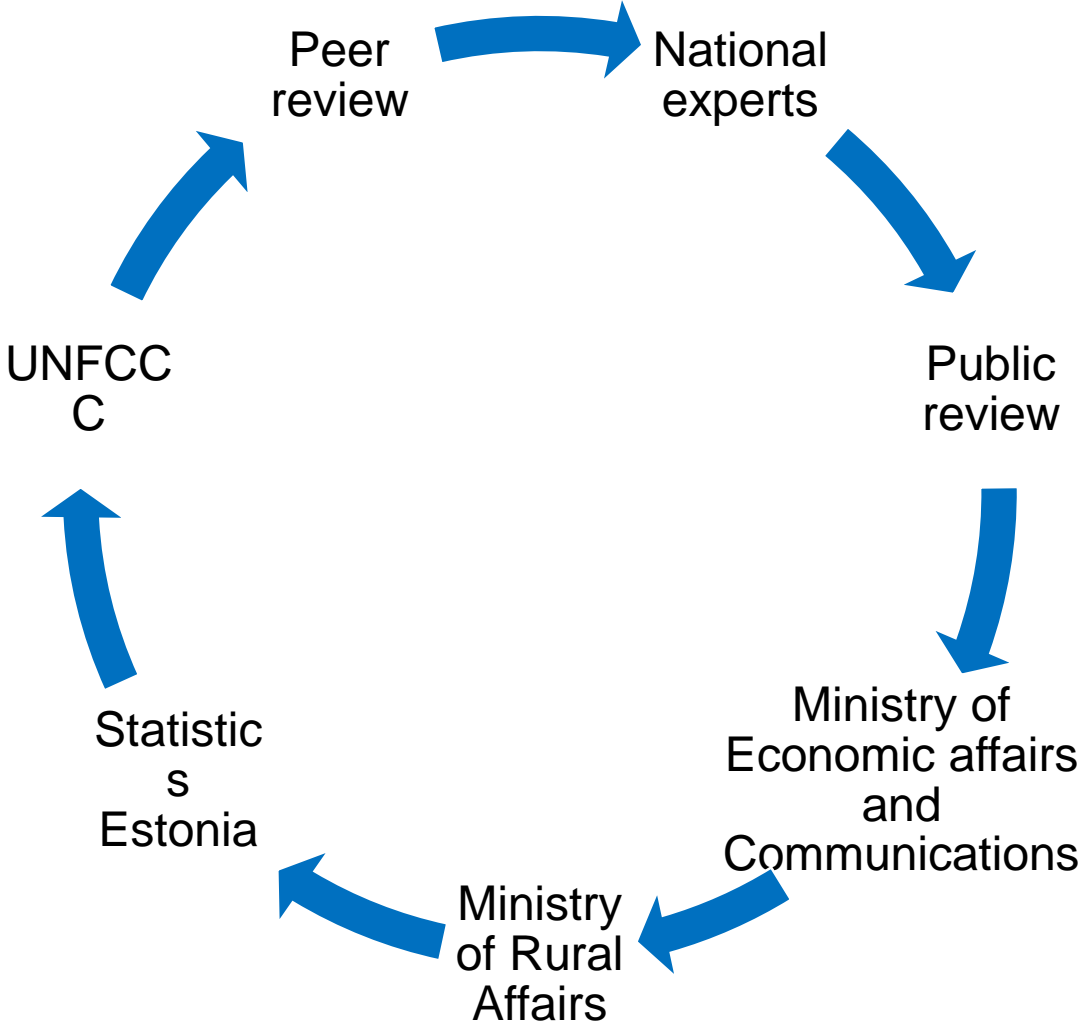 Peer
review
National
experts
Public
review
Ministry of
Economic affairs
and
Communications
Ministry
of Rural
Affairs
Statistic
s
Estonia
UNFCC
C